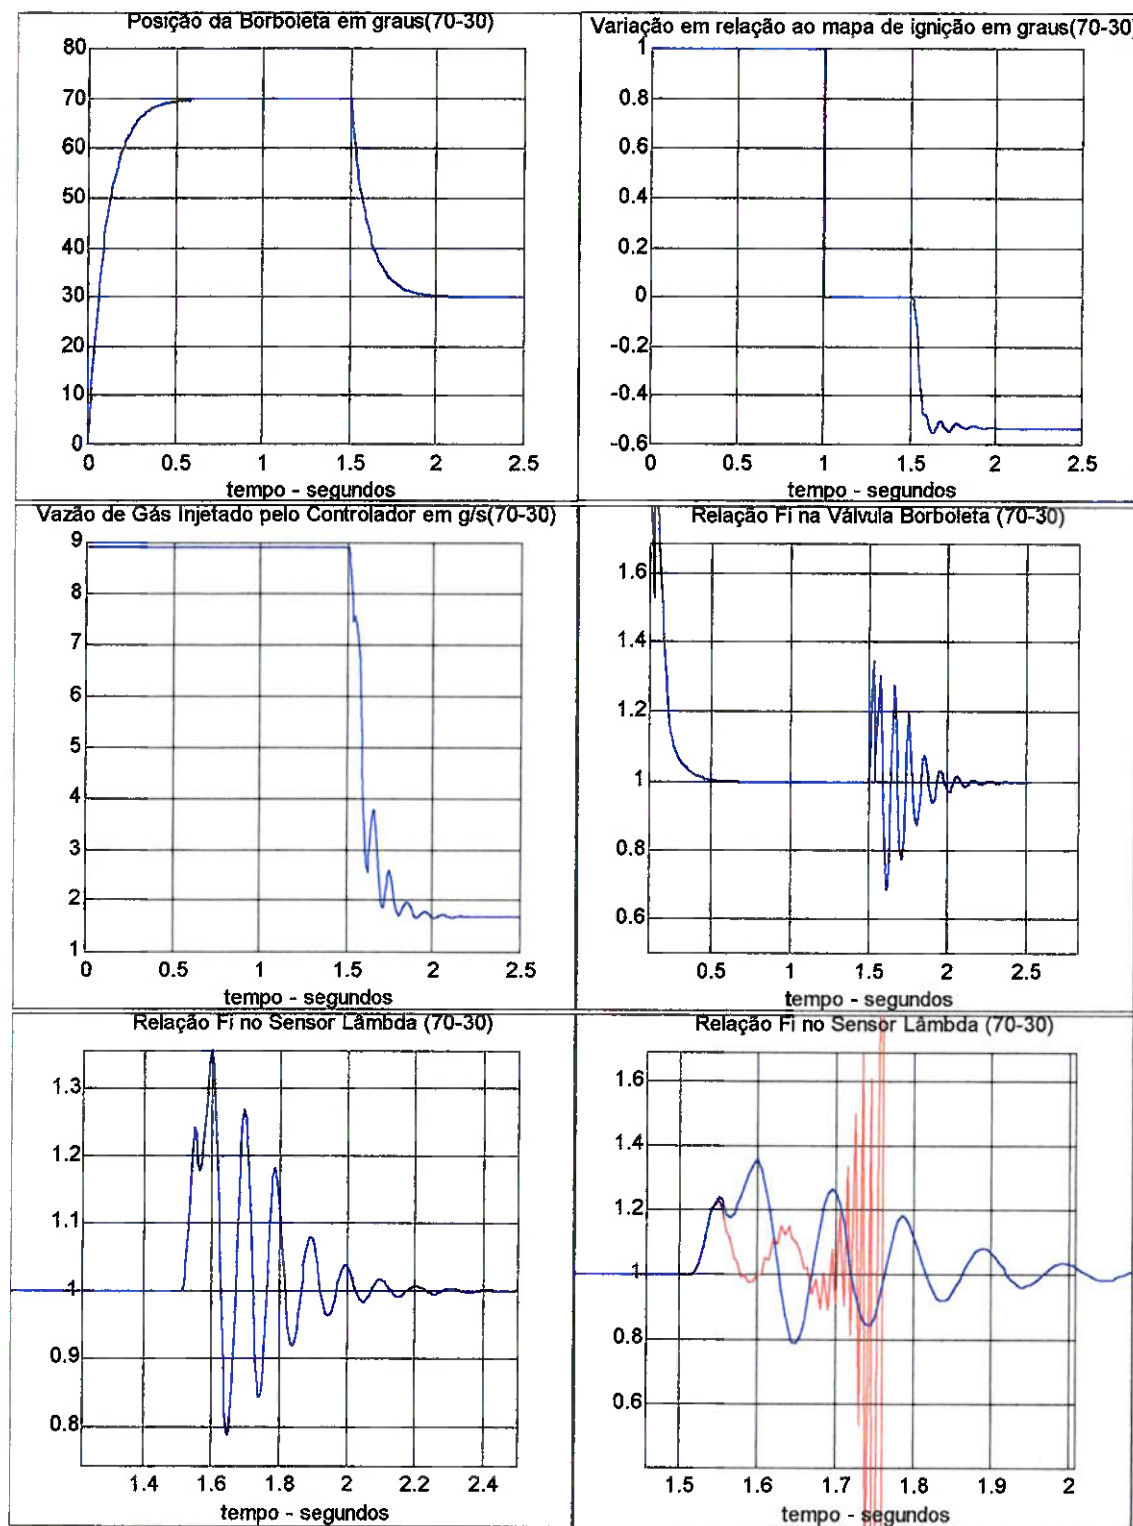 Posição da Borboleta em graus(70-30)
80
70
60
50
40
30
20
10
0
0 0.5 1 1.5 2 2.5
tempo - segundos
Variação em relação ao mapa de ignição em graus(70-30)
1
0.8
0.6
0.4
0.2
0
-0.2
-0.4
-0.6
0 0.5 1 1.5 2 2.5
tempo - segundos
Vazão de Gás Injetado pelo Controlador em g/s(70-30)
9
8
7
6
5
4
3
2
1
0 0.5 1 1.5 2 2.5
tempo - segundos
Relação Fi na Válvula Borboleta (70-30)
1.6
1.4
1.2
1
0.8
0.6
0.5 1 1.5 2 2.5
tempo - segundos
Relação Fi no Sensor Lâmbda (70-30)
1.3
1.2
1.1
1
0.9
0.8
1.4 1.6 1.8 2 2.2 2.4
tempo - segundos
Relação Fi no Sensor Lâmbda (70-30)
1.6
1.4
1.2
1
0.8
0.6
1.5 1.6 1.7 1.8 1.9 2
tempo - segundos